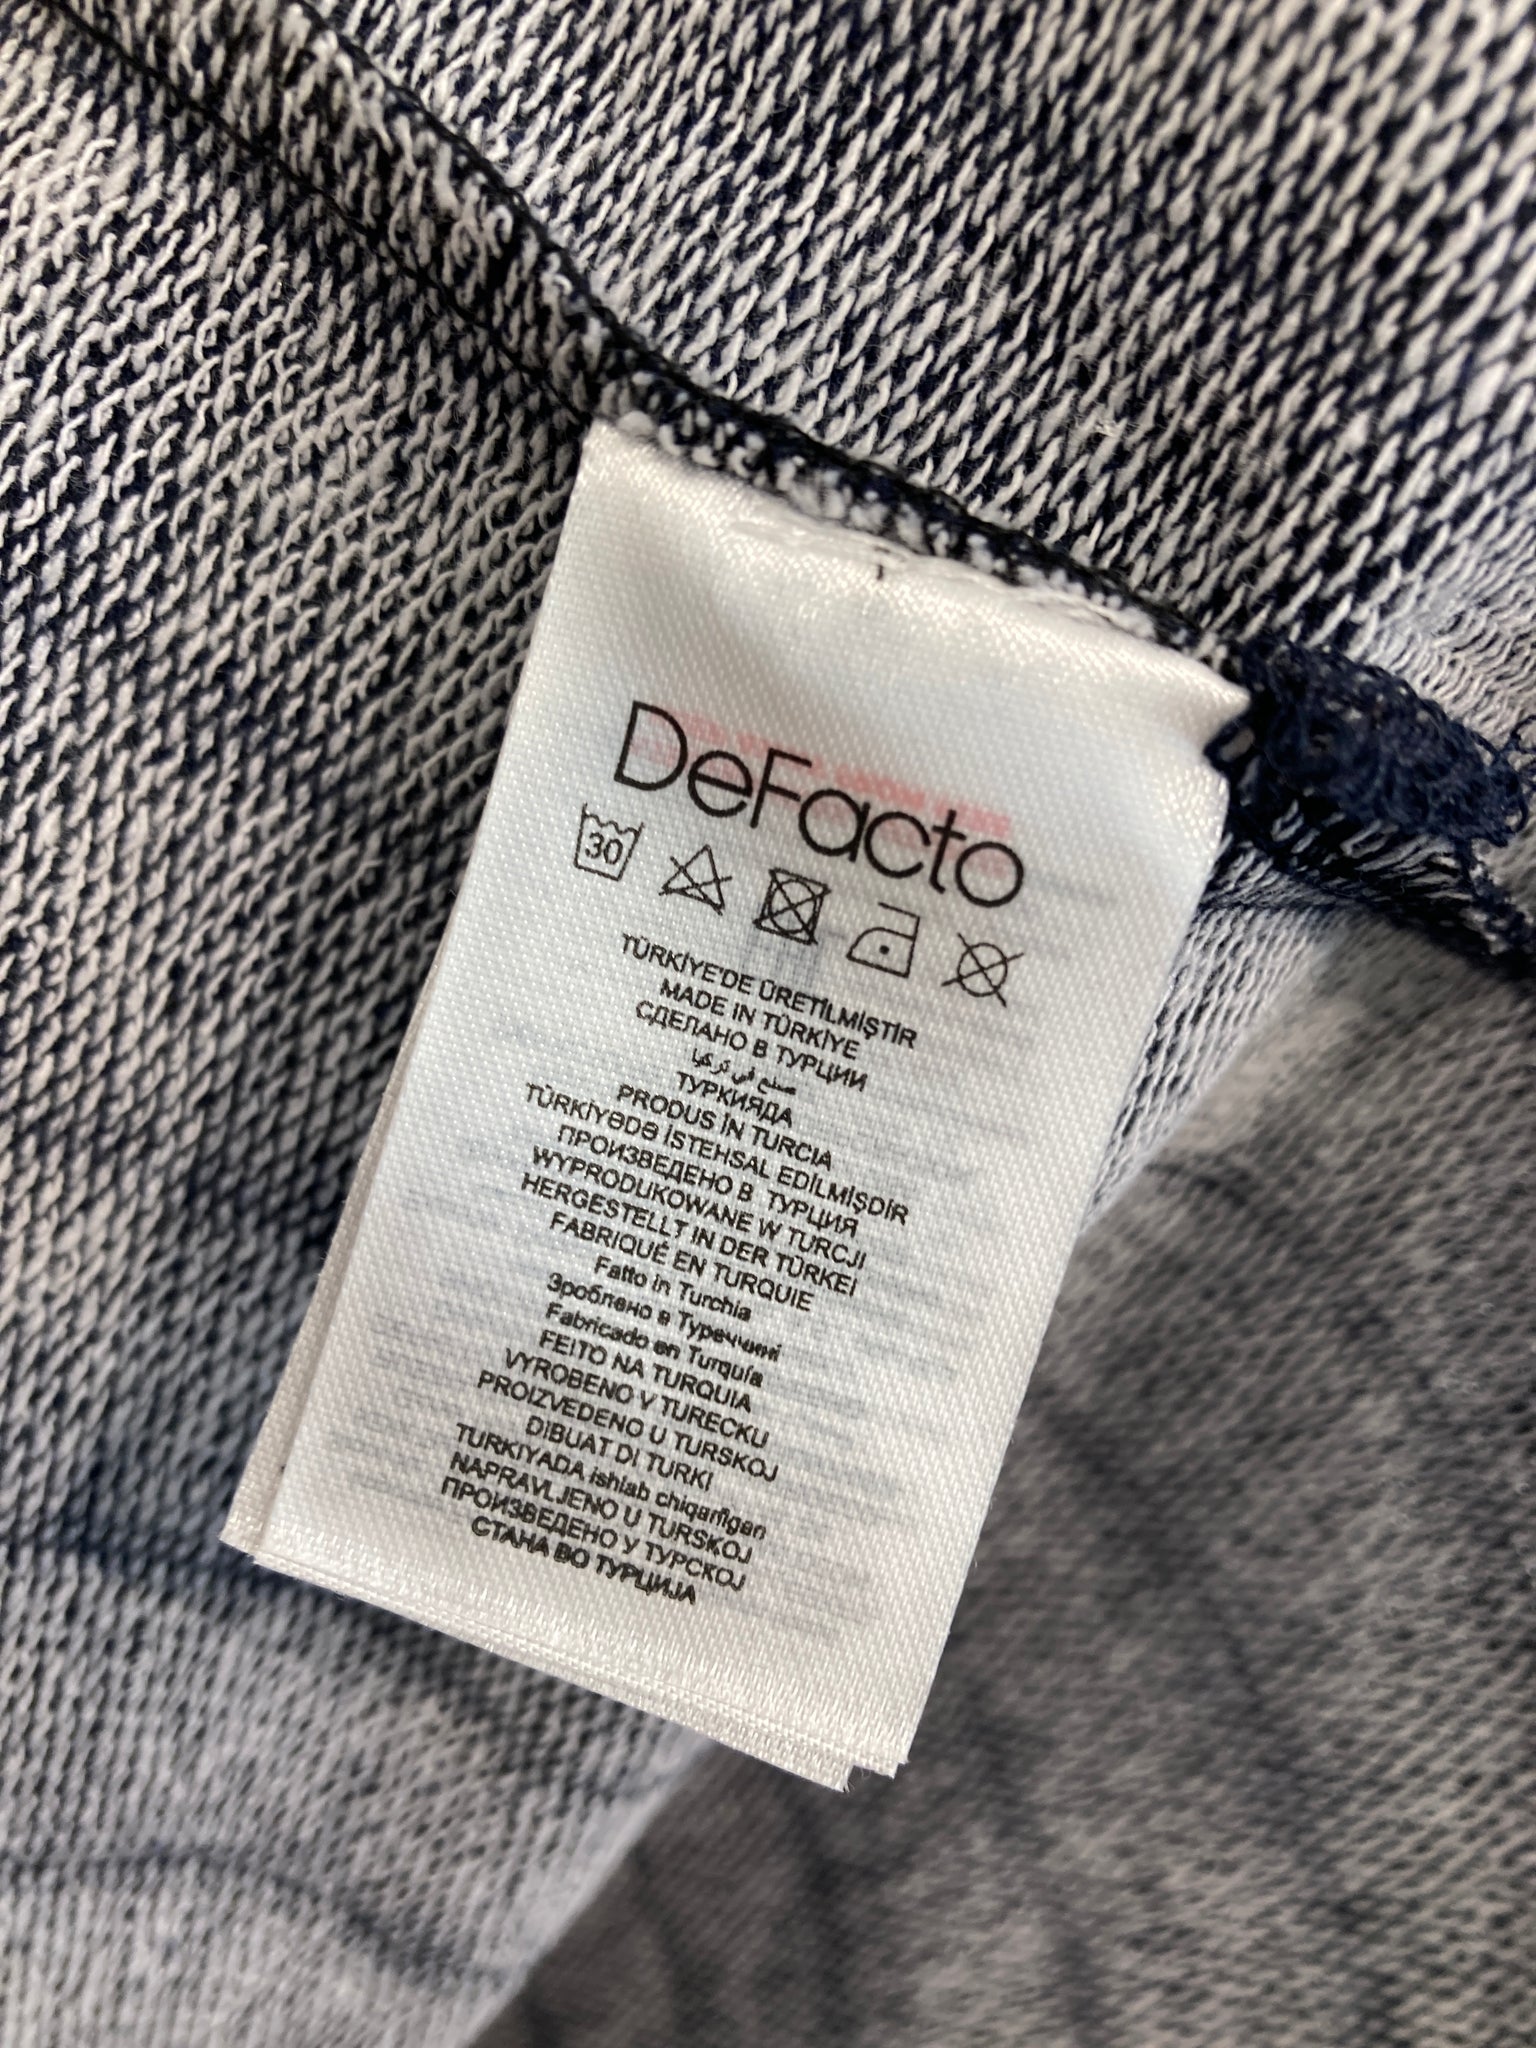 DeFacto
30
TÜRKİYE'DE ÜRETİLMİŞTİR
MADE IN TÜRKİYE
СДЕЛАНО В ТУРЦИИ
صنع في تركيا
ТУРКИЯДА
PRODUS İN TURCIA
TÜRKİYƏDƏ İSTEHSAL EDİLMİŞDİR
ПРОИЗВЕДЕНО В ТУРЦИЯ
WYPRODUKOWANE W TURCJI
HERGESTELLT IN DER TÜRKEI
FABRIQUÉ EN TURQUIE
Fatto in Turchia
Зроблено в Туреччині
Fabricado en Turquía
FEITO NA TURQUIA
VYROBENO V TURECKU
PROIZVEDENO U TURSKOJ
DIBUAT DI TURKI
TURKIYADA ishlab chiqarilgan
NAPRAVLJENO U TURSKOJ
ПРОИЗВЕДЕНО У ТУРСКОЈ
СТАНА ВО ТУРЦИЈА